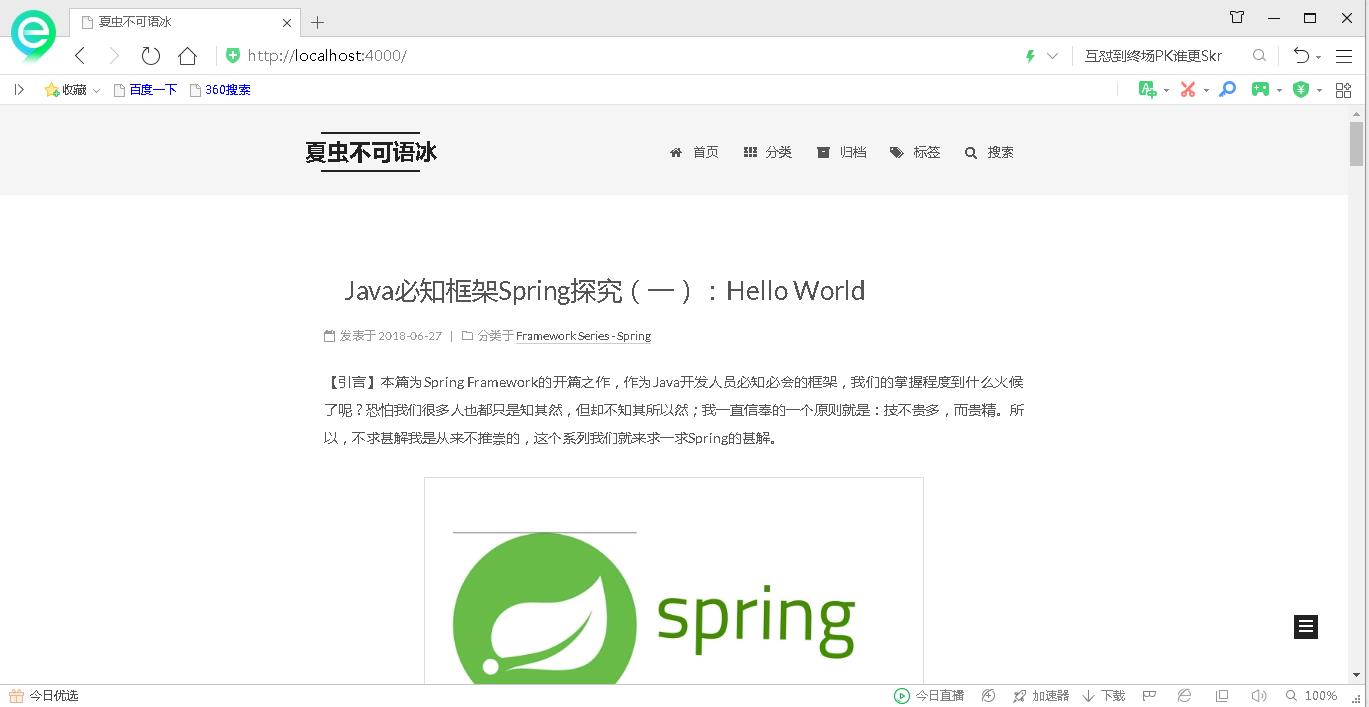 夏虫不可语冰
http://localhost:4000/
互怼到终场PK谁更Skr
收藏
百度一下
360搜索
夏虫不可语冰
首页
分类
归档
标签
搜索
Java必知框架Spring探究（一）：Hello World
发表于 2018-06-27 | 分类于 Framework Series - Spring
【引言】本篇为Spring Framework的开篇之作，作为Java开发人员必知必会的框架，我们的掌握程度到什么火候
了呢？恐怕我们很多人也都只是知其然，但却不知其所以然；我一直信奉的一个原则就是：技不贵多，而贵精。所
以，不求甚解我是从来不推崇的，这个系列我们就来求一求Spring的甚解。
spring
今日优选
今日直播
加速器
下载
100%